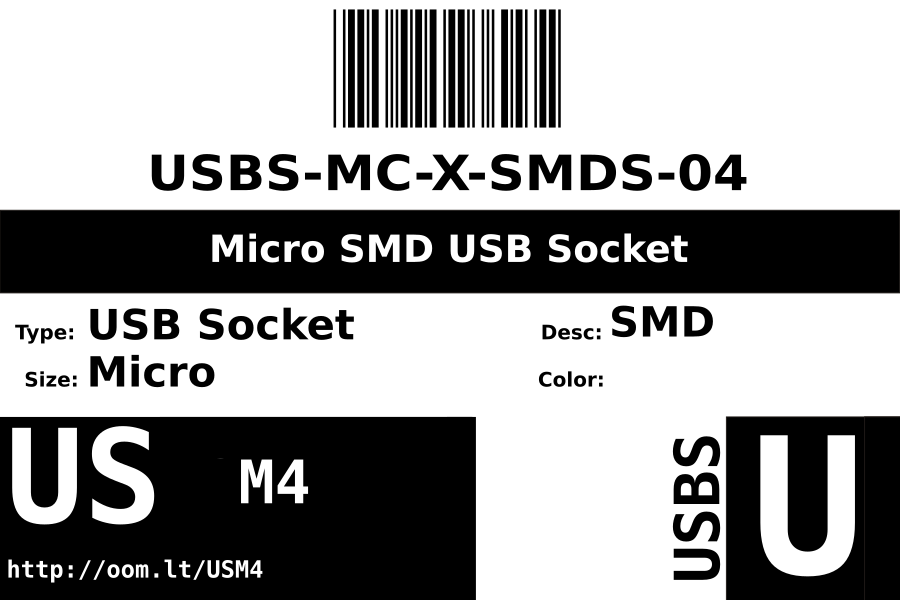 USBS-MC-X-SMDS-04
Micro SMD USB Socket
Type: USB Socket
Desc: SMD
Size: Micro
Color:
US M4
http://oom.lt/USM4
USBS
U